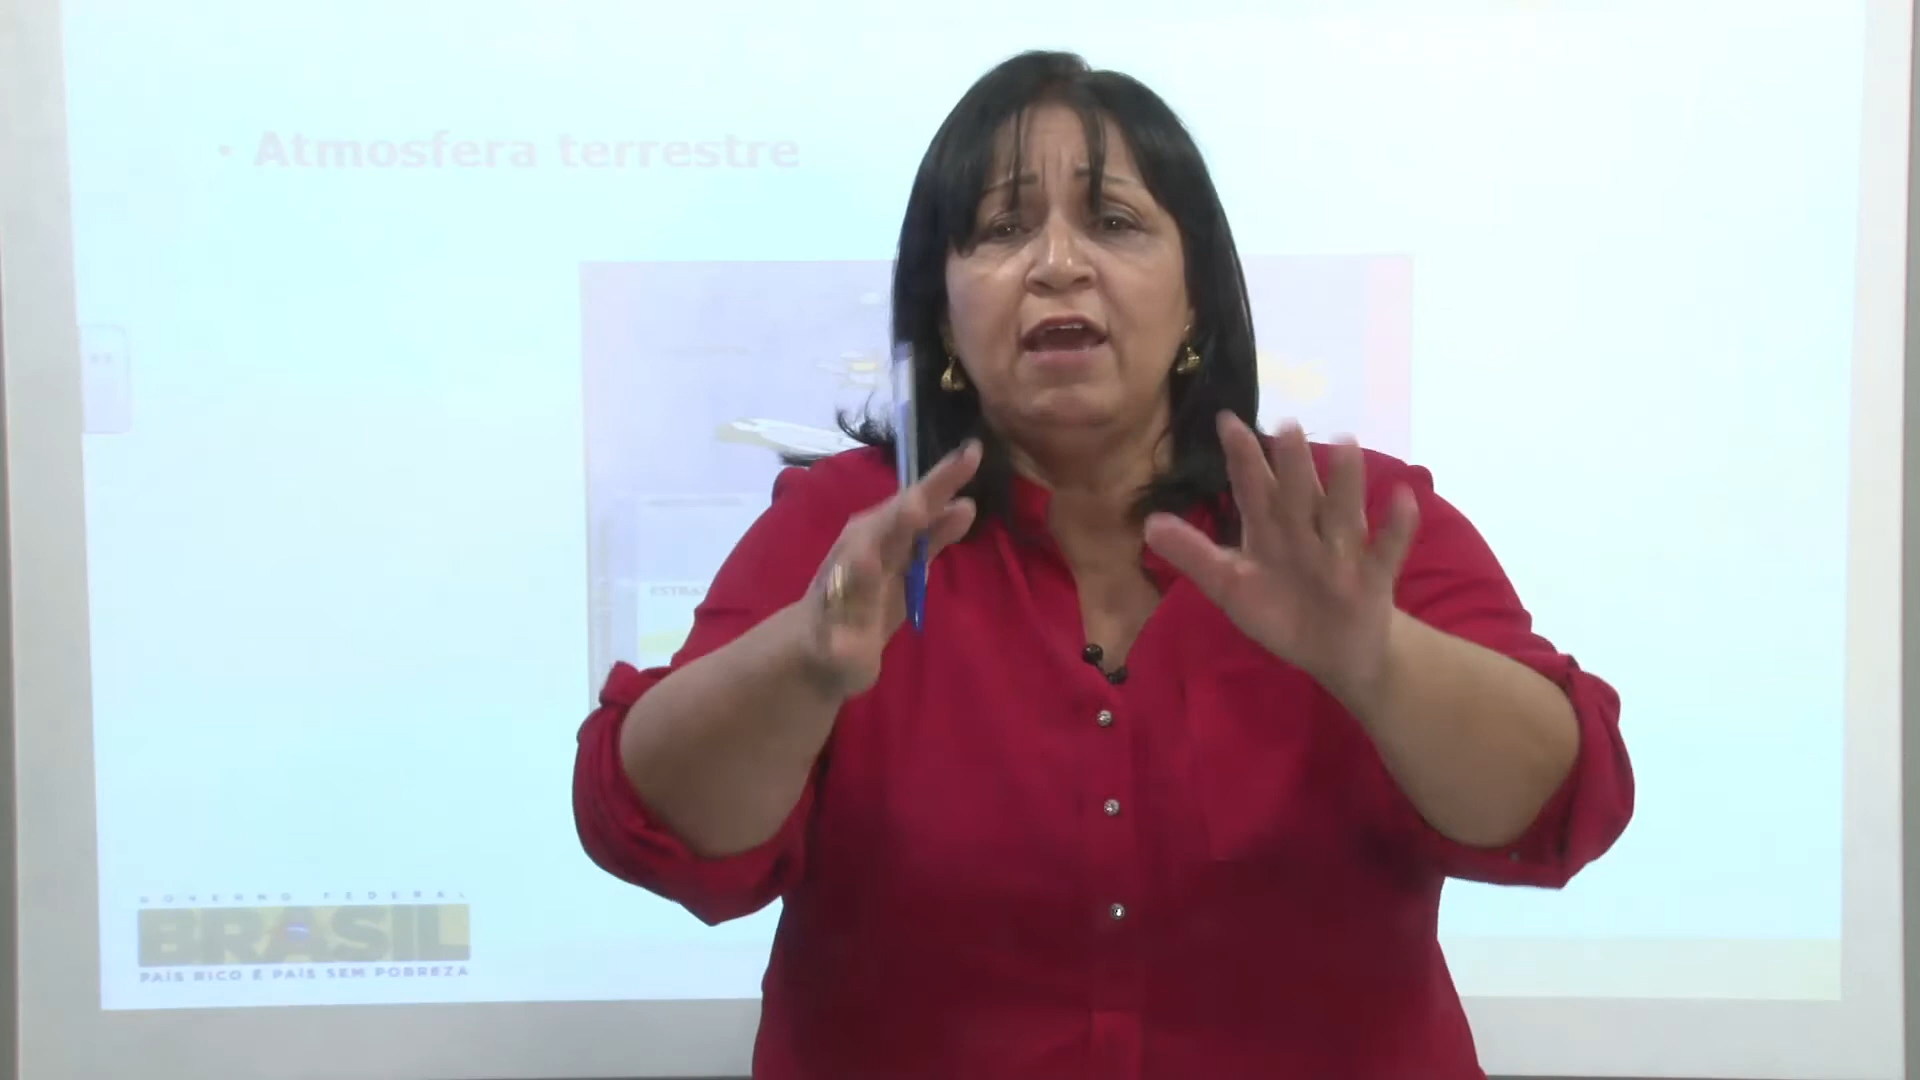 • Atmosfera terrestre
GOVERNO FEDERAL
BRASIL
PAÍS RICO É PAÍS SEM POBREZA